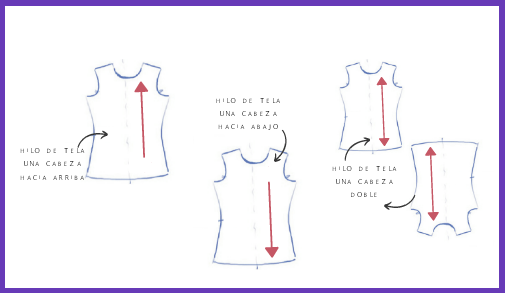 HILO DE TELA
UNA CABEZA
HACIA ARRIBA
HILO DE TELA
UNA CABEZA
HACIA ABAJO
HILO DE TELA
UNA CABEZA
DOBLE